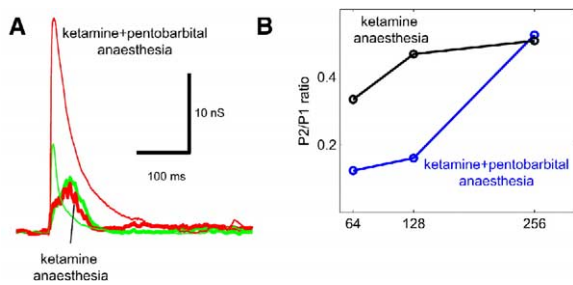 A
ketamine+pentobarbital
anaesthesia
10 nS
100 ms
ketamine
anaesthesia
B
ketamine
anaesthesia
P2/P1 ratio
0.4
0.2
ketamine+pentobarbital
anaesthesia
64
128
256